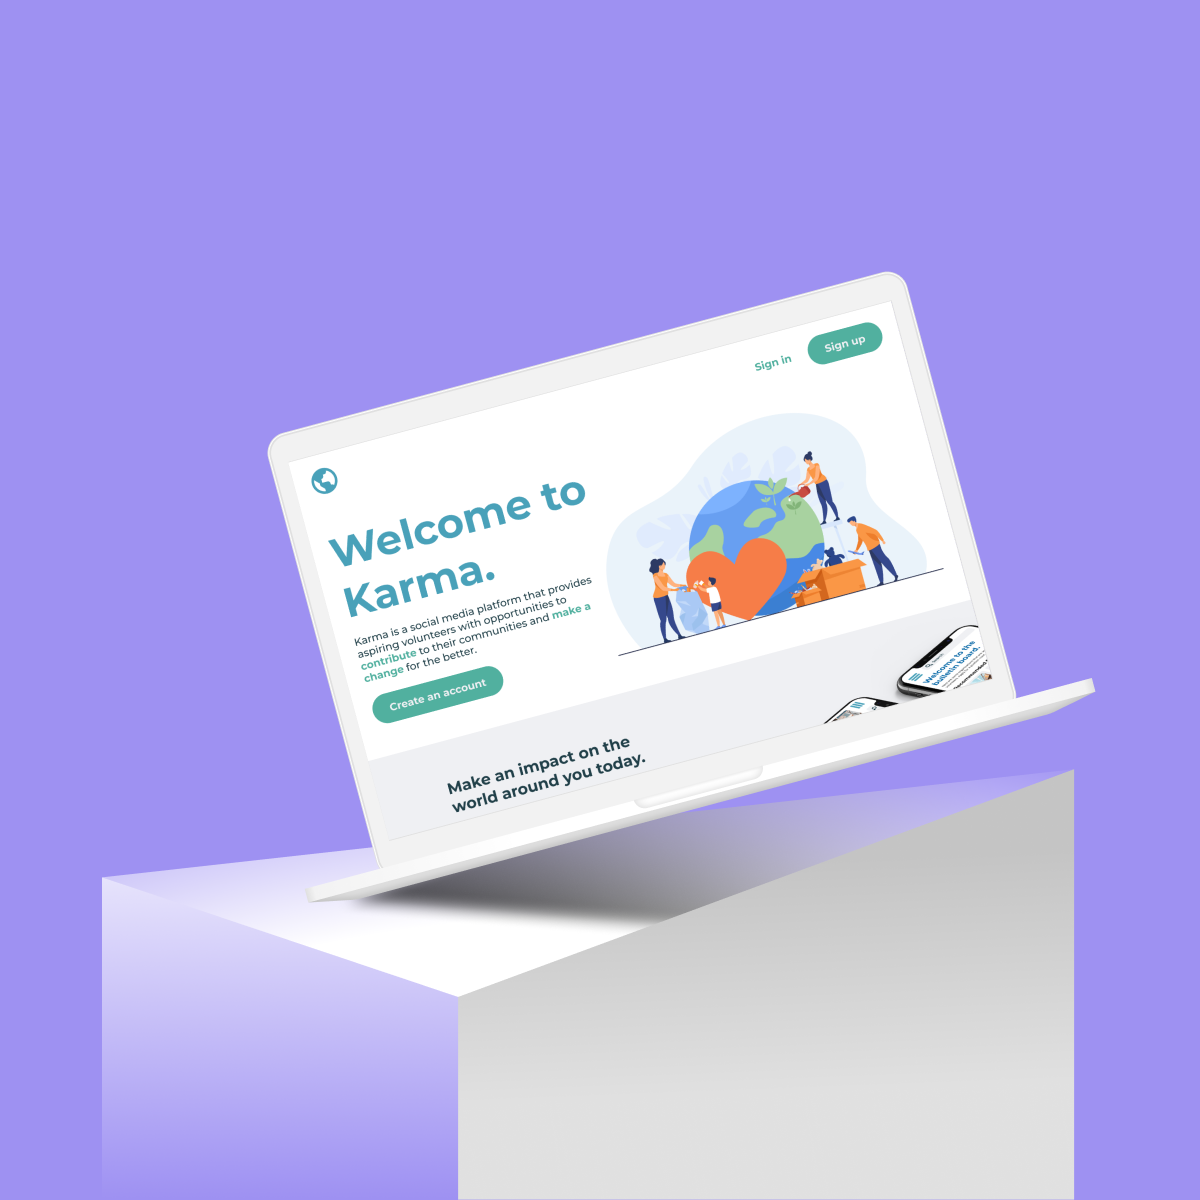 Sign in
Sign up
Welcome to
Karma.
Karma is a social media platform that provides
aspiring volunteers with opportunities to
contribute to their communities and make a
change for the better.
Create an account
Make an impact on the
world around you today.
Search
Welcome to the
bulletin board.